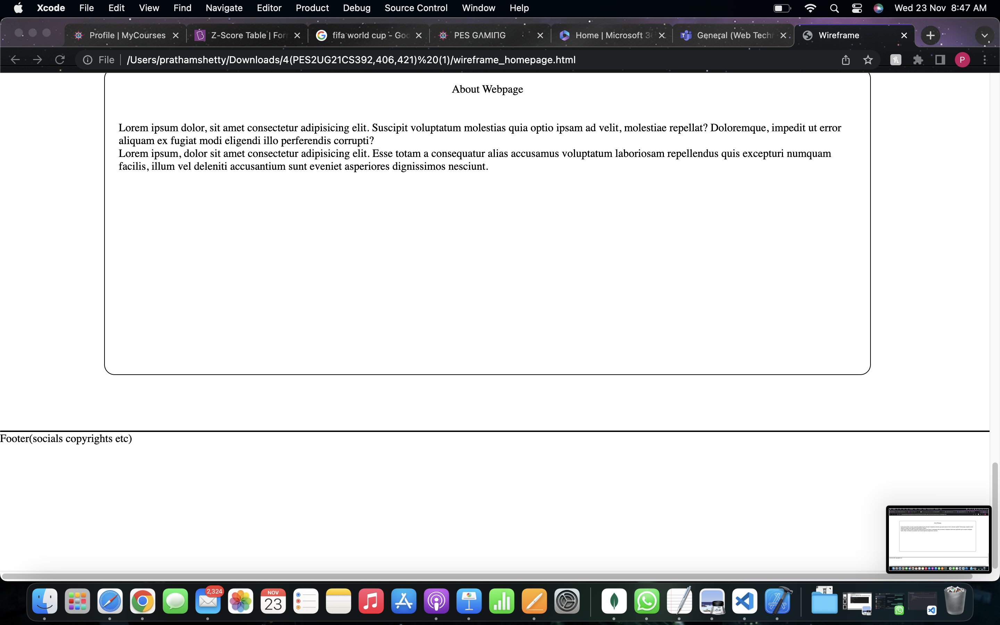 Xcode File Edit View Find Navigate Editor Product Debug Source Control Window Help Wed 23 Nov 8:47 AM
Profile | MyCourses Z-Score Table | For fifa world cup - Goo PES GΛMIПG Home | Microsoft 3 General (Web Tech Wireframe
File /Users/prathamshetty/Downloads/4(PES2UG21CS392,406,421)%20(1)/wireframe_homepage.html P
About Webpage
Lorem ipsum dolor, sit amet consectetur adipisicing elit. Suscipit voluptatum molestias quia optio ipsam ad velit, molestiae repellat? Doloremque, impedit ut error
aliquam ex fugiat modi eligendi illo perferendis corrupti?
Lorem ipsum, dolor sit amet consectetur adipisicing elit. Esse totam a consequatur alias accusamus voluptatum laboriosam repellendus quis excepturi numquam
facilis, illum vel deleniti accusantium sunt eveniet asperiores dignissimos nesciunt.
Footer(socials copyrights etc)
2,324
NOV
23